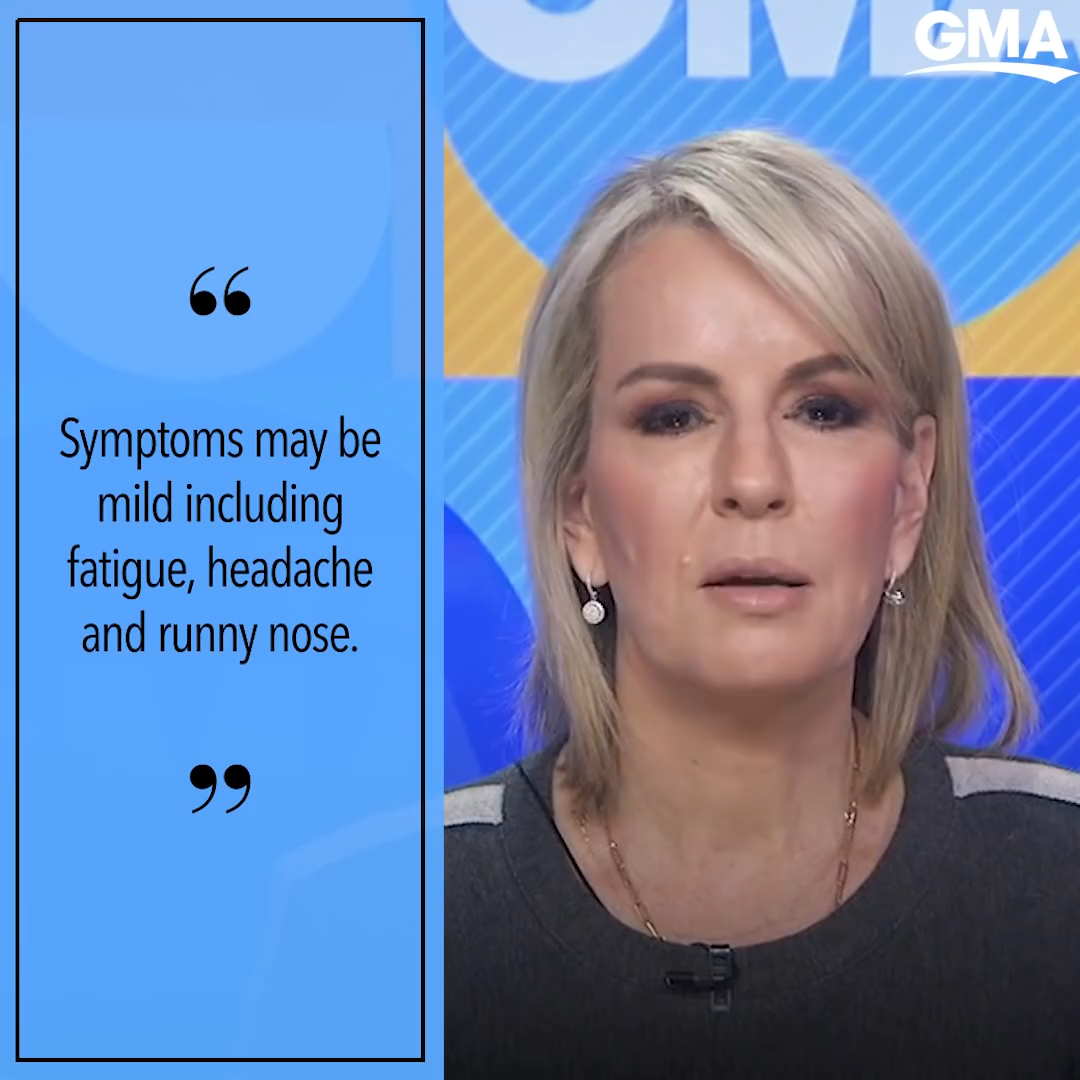 GMA
“
Symptoms may be
mild including
fatigue, headache
and runny nose.
”